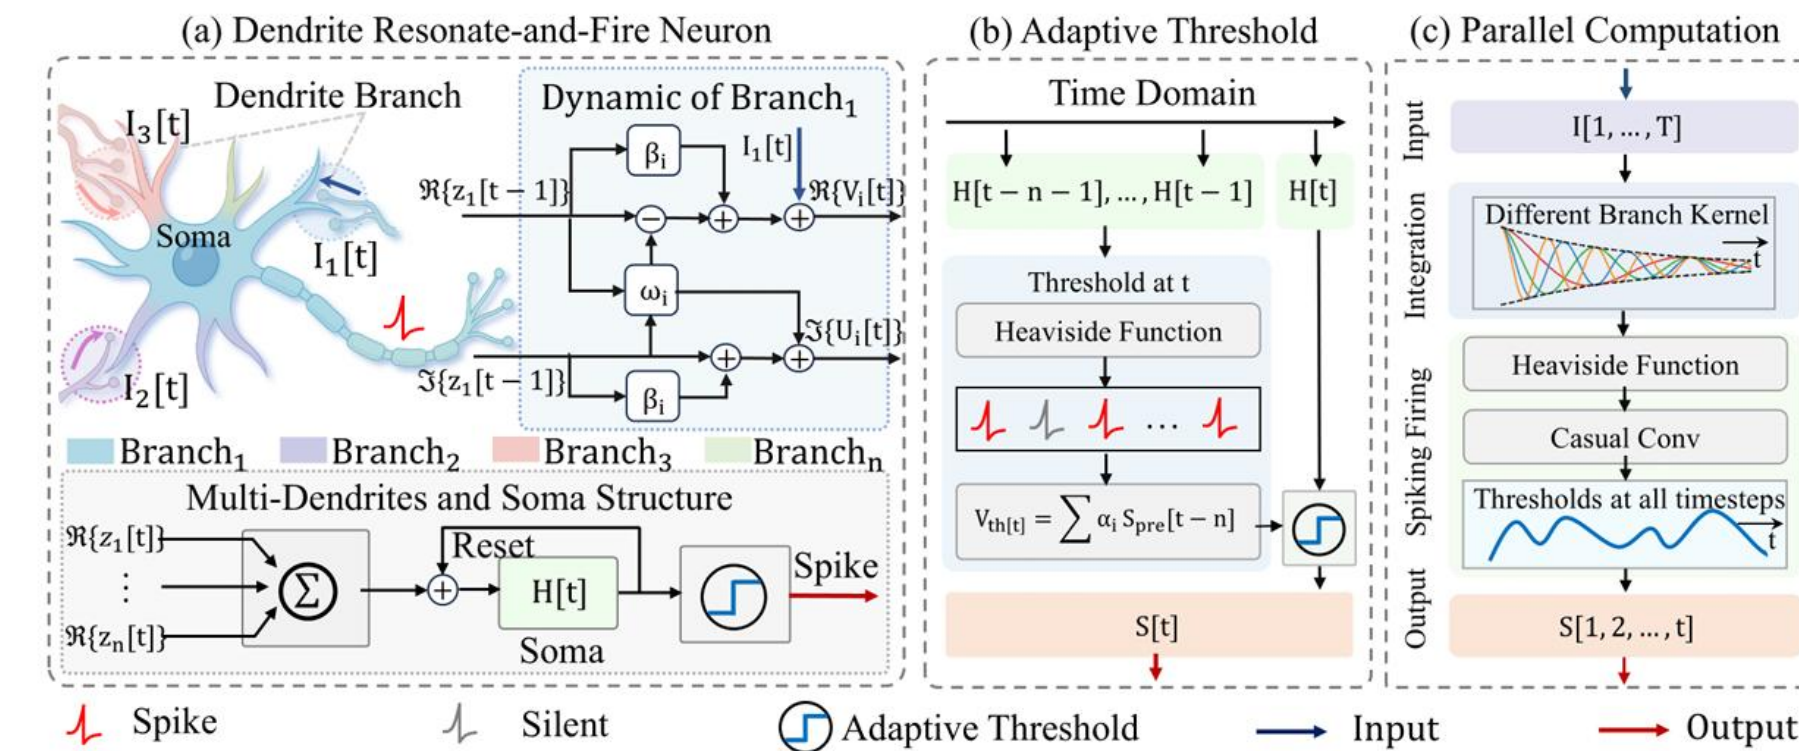 (a) Dendrite Resonate-and-Fire Neuron
Dendrite Branch
I₃[t]
Soma
I₁[t]
I₂[t]
Dynamic of Branch₁
βᵢ
I₁[t]
ℜ{z₁[t − 1]}
ℜ{Vᵢ[t]}
−
+
+
ωᵢ
ℑ{Uᵢ[t]}
+
+
ℑ{z₁[t − 1]}
βᵢ
Branch₁ Branch₂ Branch₃ Branchₙ
Multi-Dendrites and Soma Structure
ℜ{z₁[t]}
⋮
ℜ{zₙ[t]}
Σ
Reset
+
H[t]
Soma
Spike
(b) Adaptive Threshold
Time Domain
H[t − n − 1], ..., H[t − 1]
H[t]
Threshold at t
Heaviside Function
...
Vth[t] = ∑ αᵢ Spre[t − n]
S[t]
(c) Parallel Computation
Input
I[1, ..., T]
Integration
Different Branch Kernel
t
Spiking Firing
Heaviside Function
Casual Conv
Thresholds at all timesteps
t
Output
S[1, 2, ..., t]
Spike Silent Adaptive Threshold Input Output